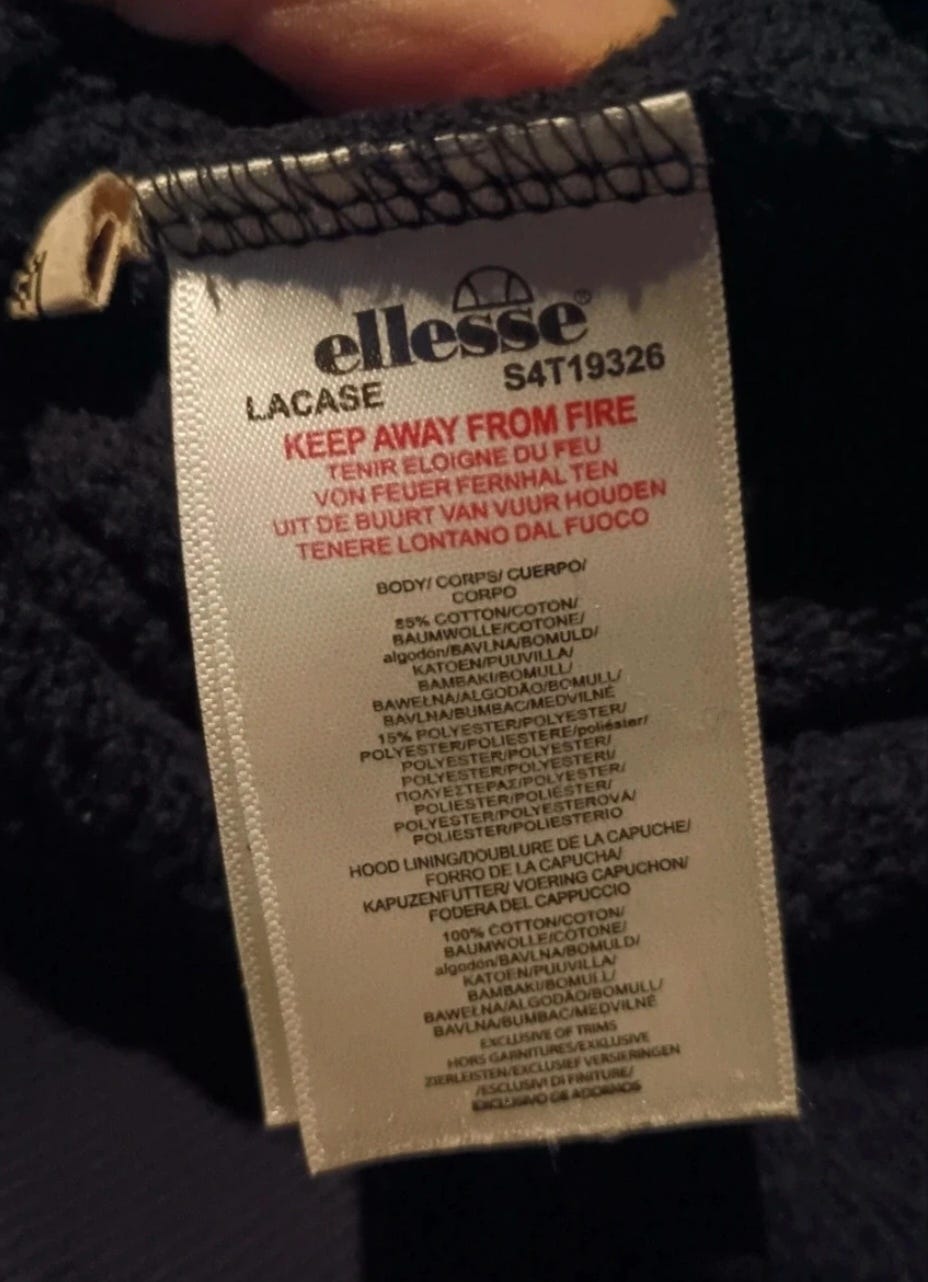 ellesse®
LACASE S4T19326
KEEP AWAY FROM FIRE
TENIR ELOIGNE DU FEU
VON FEUER FERNHAL TEN
UIT DE BUURT VAN VUUR HOUDEN
TENERE LONTANO DAL FUOCO
BODY/ CORPS/ CUERPO/
CORPO
85% COTTON/COTON/
BAUMWOLLE/COTONE/
algodón/BAVLNA/BOMULD/
KATOEN/PUUVILLA/
BAMBAKI/BOMULL/
BAWEŁNA/ALGODÃO/BOMULL/
BAVLNA/BUMBAC/MEDVILNĖ
15% POLYESTER/POLYESTER/
POLYESTER/POLIESTERE/poliéster/
POLYESTER/POLYESTER/
POLYESTER/POLYESTERI/
ΠΟΛΥΕΣΤΕΡΑΣ/POLYESTER/
POLIESTER/POLIÉSTER/
POLYESTER/POLYESTEROVA/
POLIESTER/POLIESTERIO
HOOD LINING/DOUBLURE DE LA CAPUCHE/
FORRO DE LA CAPUCHA/
KAPUZENFUTTER/ VOERING CAPUCHON/
FODERA DEL CAPPUCCIO
100% COTTON/COTON/
BAUMWOLLE/COTONE/
algodón/BAVLNA/BOMULD/
KATOEN/PUUVILLA/
BAMBAKI/BOMULL/
BAWEŁNA/ALGODÃO/BOMULL/
BAVLNA/BUMBAC/MEDVILNĖ
EXCLUSIVE OF TRIMS
HORS GARNITURES/EXKLUSIVE
ZIERLEISTEN/EXCLUSIEF VERSIERINGEN
/ESCLUSIVI DI FINITURE/
EXCLUSIVO DE ADORNOS